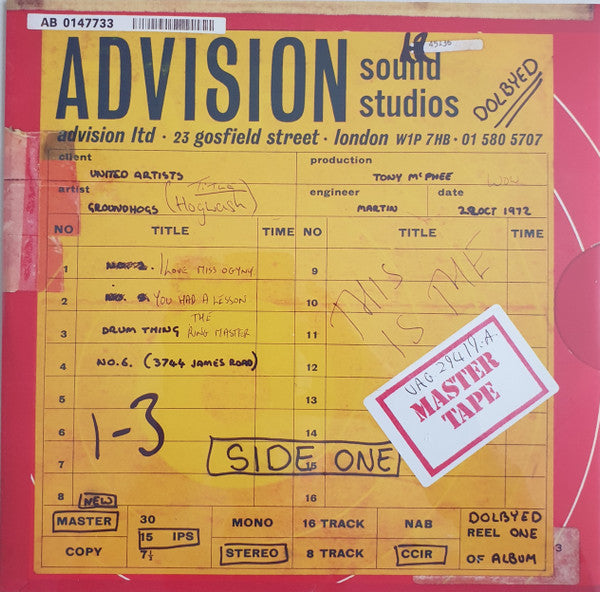 AB 0147733
ADVISION sound studios
45136
DOLBYED
advision ltd · 23 gosfield street · london W1P 7HB · 01 580 5707
client
UNITED ARTISTS
production
TONY McPHEE
artist
GROUNDHOGS
(TITLE Hogwash)
engineer
MARTIN
date
28 OCT 1972
NO TITLE TIME NO TITLE TIME
1 I LOVE MISS OGYNY 9
2 YOU HAD A LESSON 10
THE
3 DRUM THING RING MASTER 11
4 NO.6. (3744 JAMES ROAD) 12
THIS IS THE
UAG. 29419. A.
MASTER TAPE
5
6 14
1-3
7 15
SIDE ONE
8 16
NEW
MASTER 30 MONO 16 TRACK NAB
15 IPS
COPY 7½ STEREO 8 TRACK CCIR
DOLBYED
REEL ONE
OF ALBUM
3